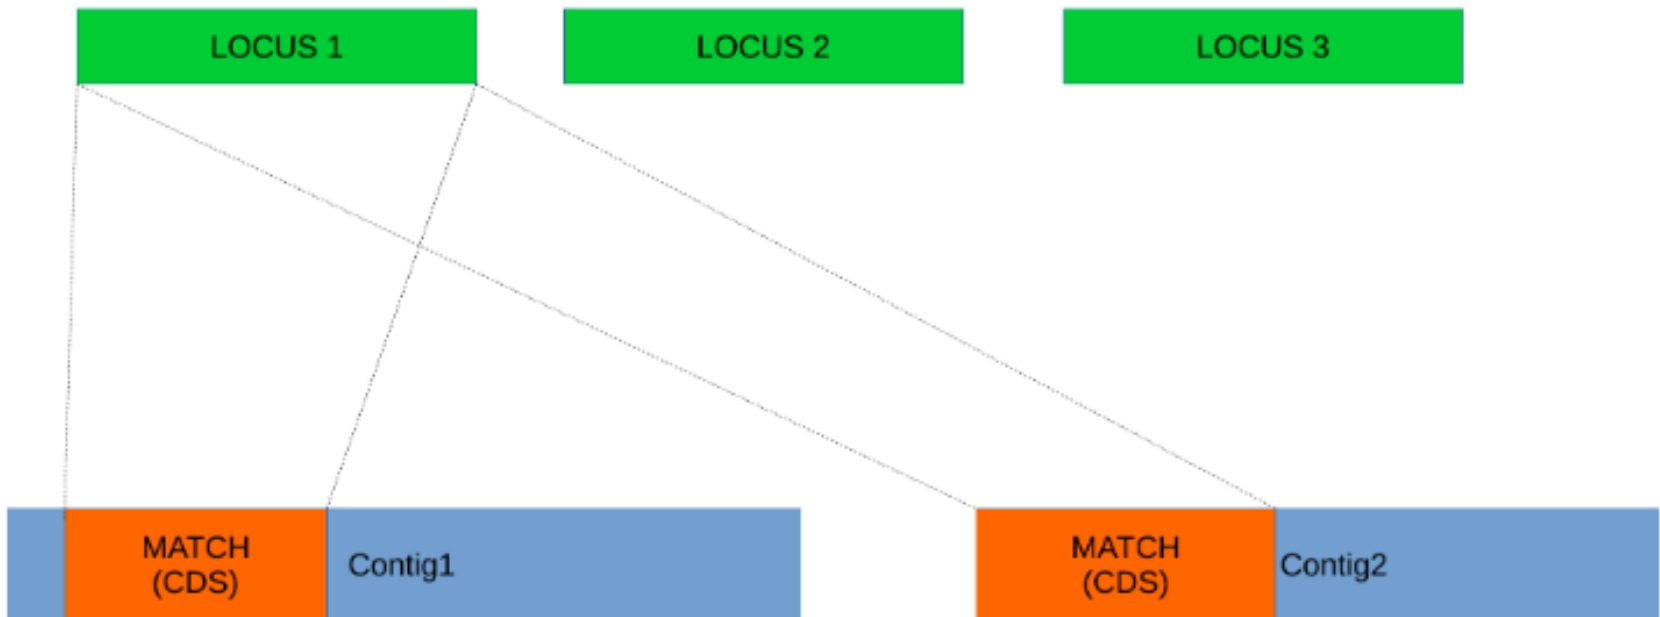 LOCUS 1
LOCUS 2
LOCUS 3
MATCH
(CDS)
Contig1
MATCH
(CDS)
Contig2